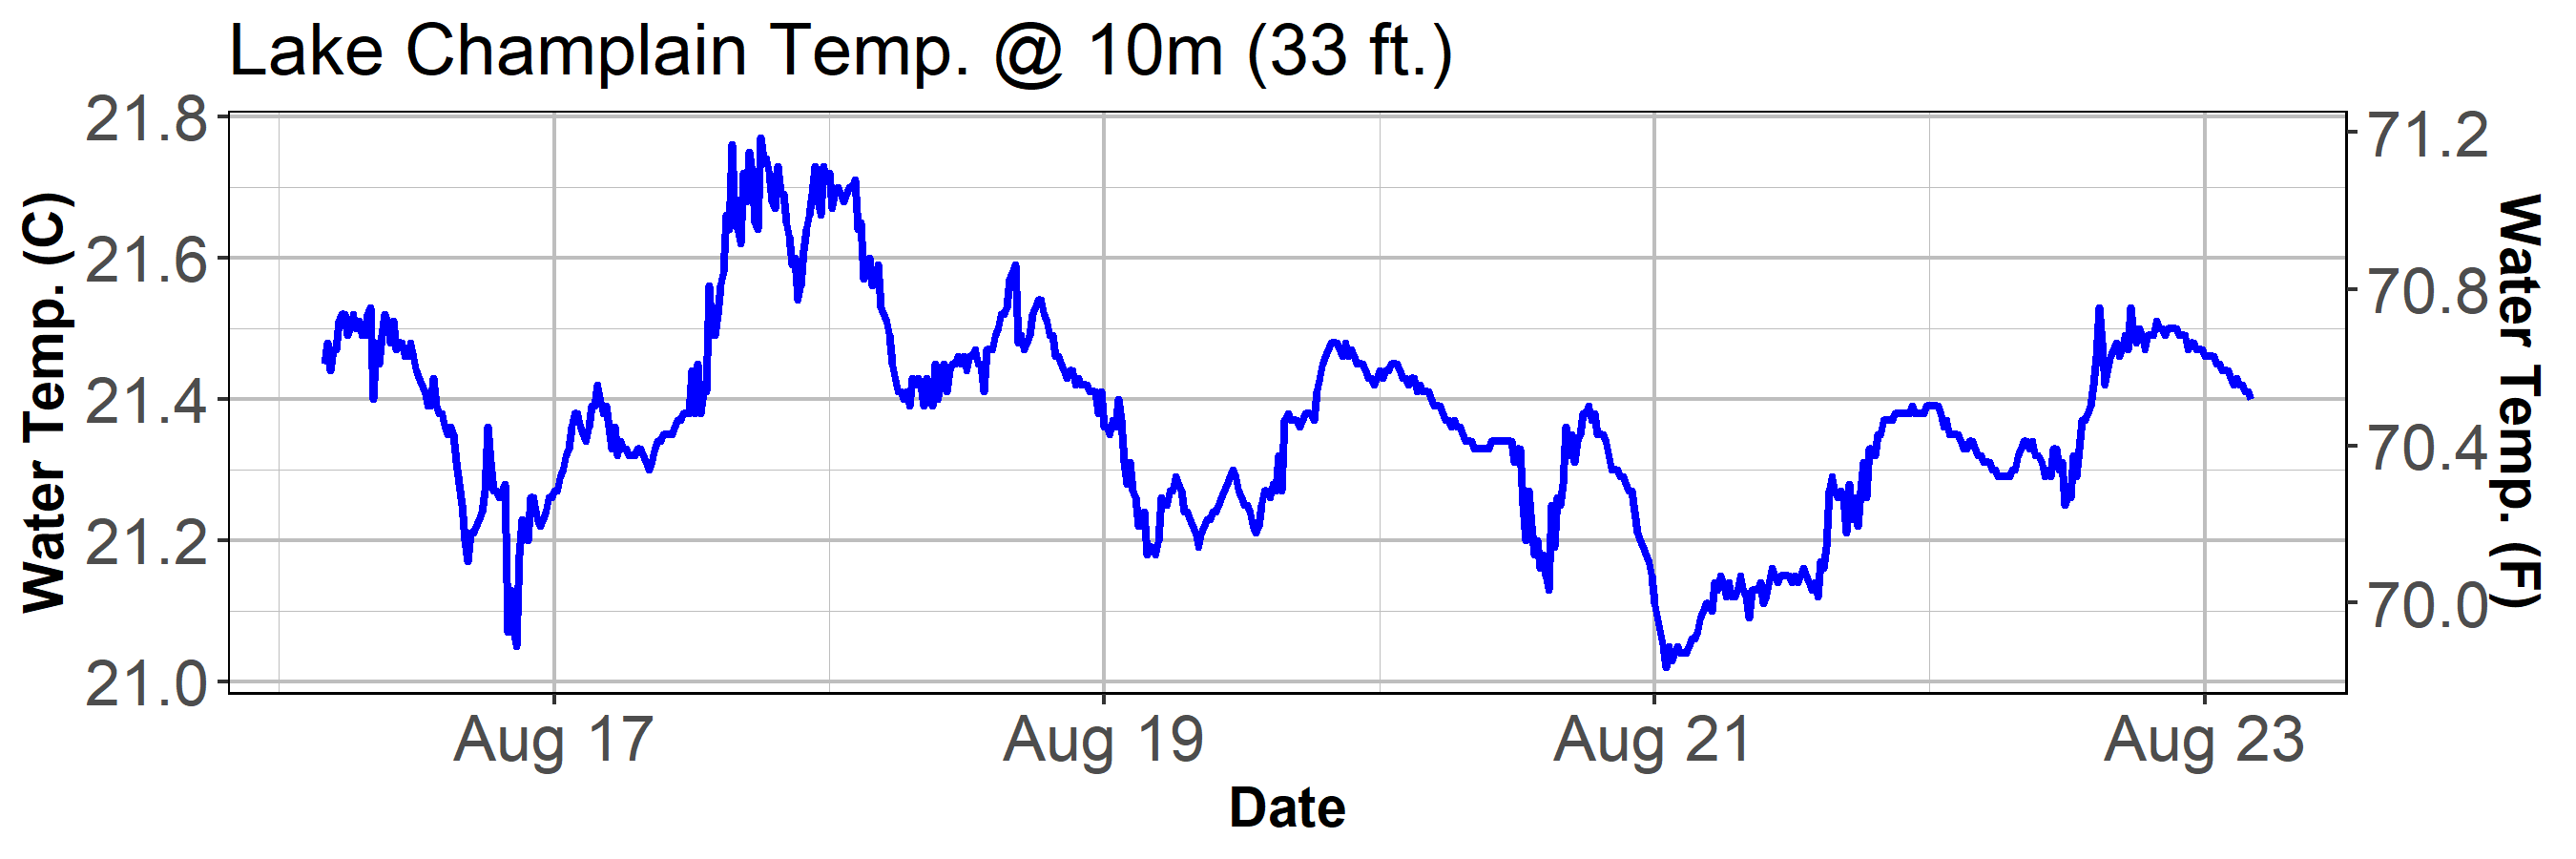 Lake Champlain Temp. @ 10m (33 ft.)
Water Temp. (C)
21.8
21.6
21.4
21.2
21.0
71.2
70.8
70.4
70.0
Water Temp. (F)
Aug 17
Aug 19
Aug 21
Aug 23
Date